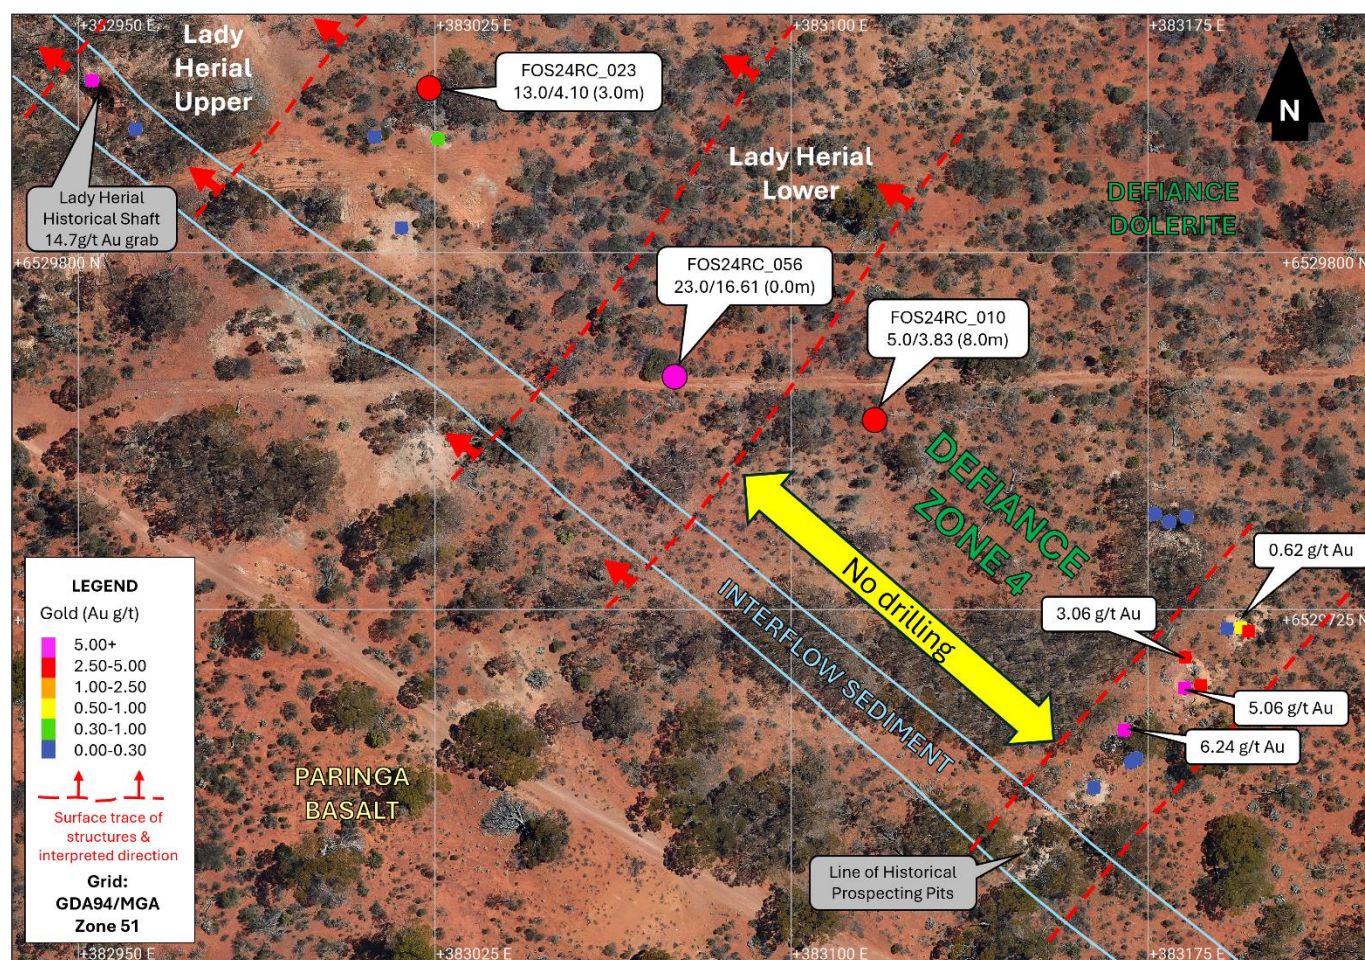 +382950 E
+383025 E
+383100 E
+383175 E
Lady
Herial
Upper
FOS24RC_023
13.0/4.10 (3.0m)
N
Lady Herial
Lower
DEFIANCE
DOLERITE
Lady Herial
Historical Shaft
14.7g/t Au grab
+6529800 N
+6529800 N
FOS24RC_056
23.0/16.61 (0.0m)
FOS24RC_010
5.0/3.83 (8.0m)
DEFIANCE
ZONE 4
No drilling
INTERFLOW SEDIMENT
0.62 g/t Au
3.06 g/t Au
+6529725 N
5.06 g/t Au
6.24 g/t Au
PARINGA
BASALT
Line of Historical
Prospecting Pits
LEGEND
Gold (Au g/t)
5.00+
2.50-5.00
1.00-2.50
0.50-1.00
0.30-1.00
0.00-0.30
Surface trace of
structures &
interpreted direction
Grid:
GDA94/MGA
Zone 51
+382950 E
+383025 E
+383100 E
+383175 E